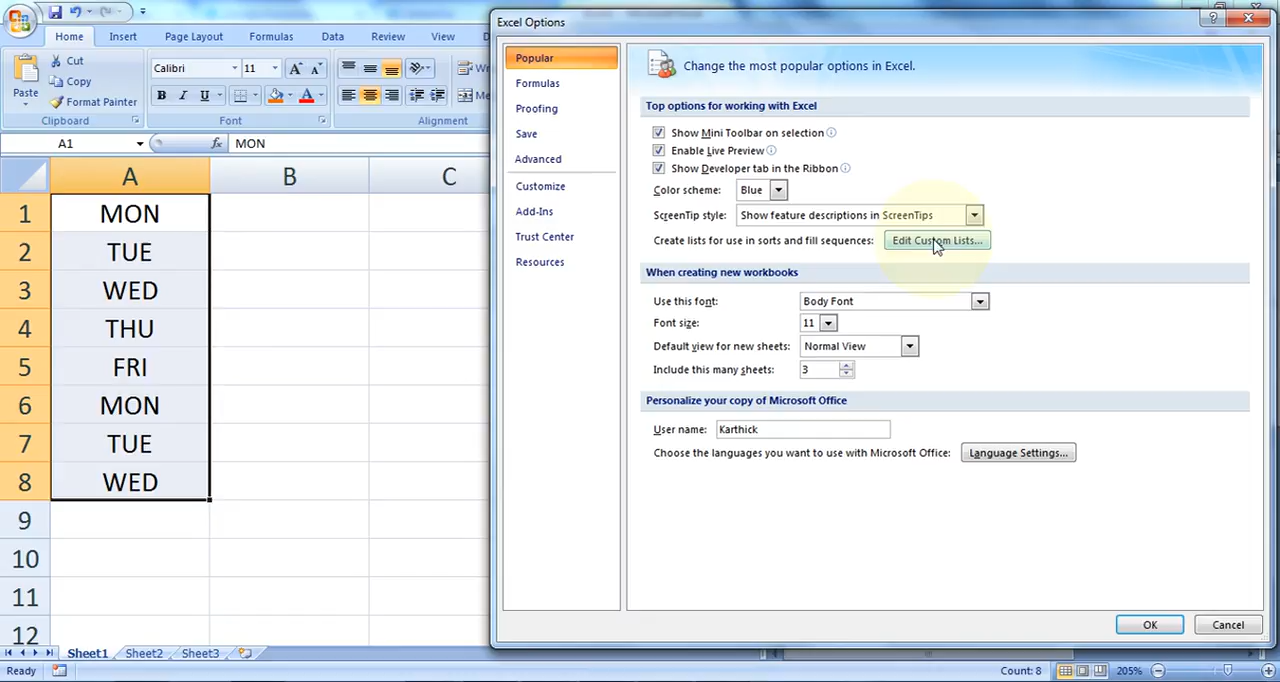 Excel Options
Home Insert Page Layout Formulas Data Review View
Paste
Cut
Copy
Format Painter
Calibri 11
B I U
Clipboard Font Alignment
A1 fx MON
A B C
1 MON
2 TUE
3 WED
4 THU
5 FRI
6 MON
7 TUE
8 WED
9
10
11
12
Sheet1 Sheet2 Sheet3
Ready Count: 8 205%
Popular
Formulas
Proofing
Save
Advanced
Customize
Add-Ins
Trust Center
Resources
Change the most popular options in Excel.
Top options for working with Excel
Show Mini Toolbar on selection
Enable Live Preview
Show Developer tab in the Ribbon
Color scheme: Blue
ScreenTip style: Show feature descriptions in ScreenTips
Create lists for use in sorts and fill sequences: Edit Custom Lists...
When creating new workbooks
Use this font: Body Font
Font size: 11
Default view for new sheets: Normal View
Include this many sheets: 3
Personalize your copy of Microsoft Office
User name: Karthick
Choose the languages you want to use with Microsoft Office: Language Settings...
OK Cancel